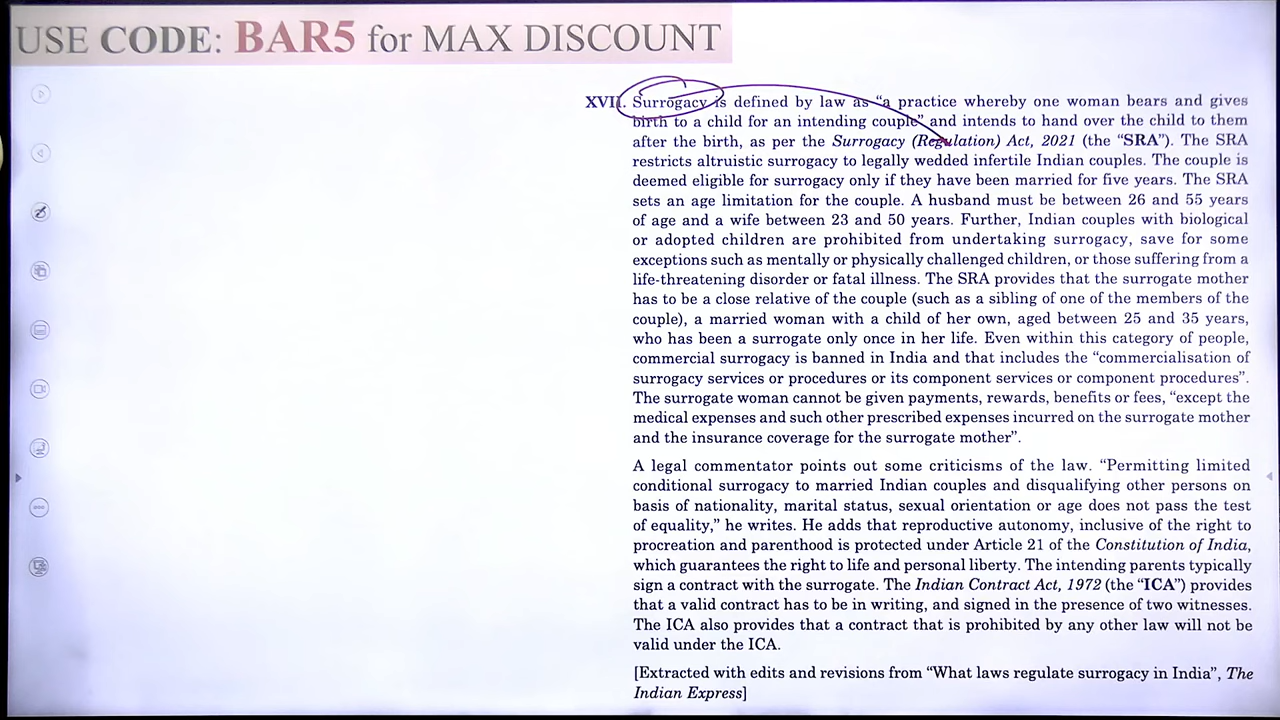 USE CODE: BAR5 for MAX DISCOUNT
XVII. Surrogacy is defined by law as “a practice whereby one woman bears and gives
birth to a child for an intending couple” and intends to hand over the child to them
after the birth, as per the Surrogacy (Regulation) Act, 2021 (the “SRA”). The SRA
restricts altruistic surrogacy to legally wedded infertile Indian couples. The couple is
deemed eligible for surrogacy only if they have been married for five years. The SRA
sets an age limitation for the couple. A husband must be between 26 and 55 years
of age and a wife between 23 and 50 years. Further, Indian couples with biological
or adopted children are prohibited from undertaking surrogacy, save for some
exceptions such as mentally or physically challenged children, or those suffering from a
life-threatening disorder or fatal illness. The SRA provides that the surrogate mother
has to be a close relative of the couple (such as a sibling of one of the members of the
couple), a married woman with a child of her own, aged between 25 and 35 years,
who has been a surrogate only once in her life. Even within this category of people,
commercial surrogacy is banned in India and that includes the “commercialisation of
surrogacy services or procedures or its component services or component procedures”.
The surrogate woman cannot be given payments, rewards, benefits or fees, “except the
medical expenses and such other prescribed expenses incurred on the surrogate mother
and the insurance coverage for the surrogate mother”.
A legal commentator points out some criticisms of the law. “Permitting limited
conditional surrogacy to married Indian couples and disqualifying other persons on
basis of nationality, marital status, sexual orientation or age does not pass the test
of equality,” he writes. He adds that reproductive autonomy, inclusive of the right to
procreation and parenthood is protected under Article 21 of the Constitution of India,
which guarantees the right to life and personal liberty. The intending parents typically
sign a contract with the surrogate. The Indian Contract Act, 1972 (the “ICA”) provides
that a valid contract has to be in writing, and signed in the presence of two witnesses.
The ICA also provides that a contract that is prohibited by any other law will not be
valid under the ICA.
[Extracted with edits and revisions from “What laws regulate surrogacy in India”, The
Indian Express]